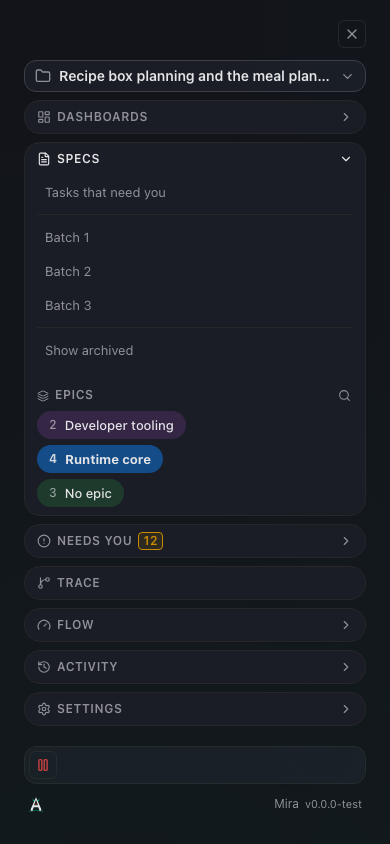 Recipe box planning and the meal plan...
DASHBOARDS
SPECS
Tasks that need you
Batch 1
Batch 2
Batch 3
Show archived
EPICS
2 Developer tooling
4 Runtime core
3 No epic
NEEDS YOU 12
TRACE
FLOW
ACTIVITY
SETTINGS
Mira v0.0.0-test